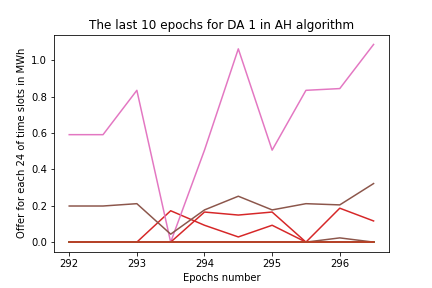 The last 10 epochs for DA 1 in AH algorithm
Offer for each 24 of time slots in MWh
1.0
0.8
0.6
0.4
0.2
0.0
292 293 294 295 296
Epochs number